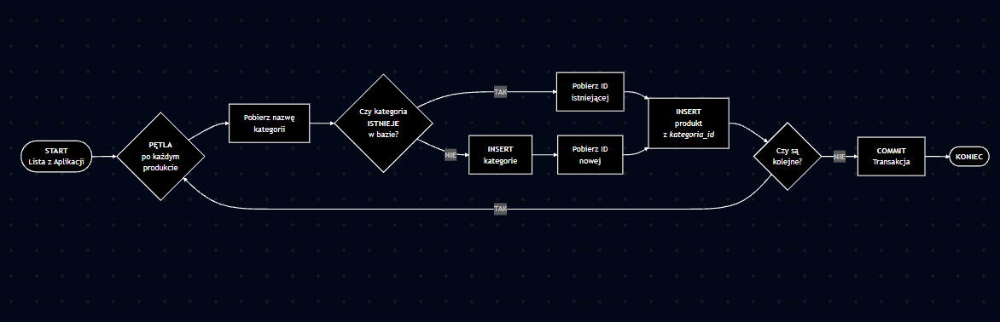 START
Lista z Aplikacji
PĘTLA
po każdym
produkcie
Pobierz nazwę
kategorii
Czy kategoria
ISTNIEJE
w bazie?
TAK
Pobierz ID
istniejącej
NIE
INSERT
kategorie
Pobierz ID
nowej
INSERT
produkt
z kategoria_id
Czy są
kolejne?
TAK
NIE
COMMIT
Transakcja
KONIEC